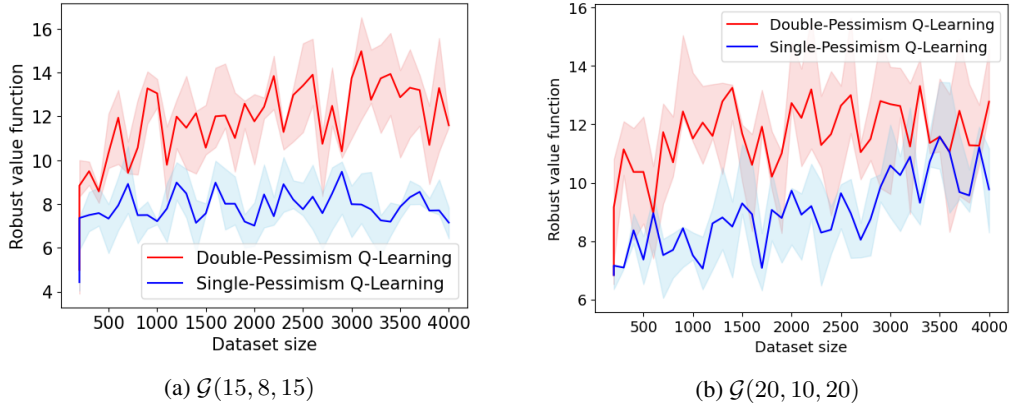 16
14
12
10
8
6
4
Robust value function
Double-Pessimism Q-Learning
Single-Pessimism Q-Learning
500 1000 1500 2000 2500 3000 3500 4000
Dataset size
(a) G(15, 8, 15)
16
14
12
10
8
6
Robust value function
Double-Pessimism Q-Learning
Single-Pessimism Q-Learning
500 1000 1500 2000 2500 3000 3500 4000
Dataset size
(b) G(20, 10, 20)